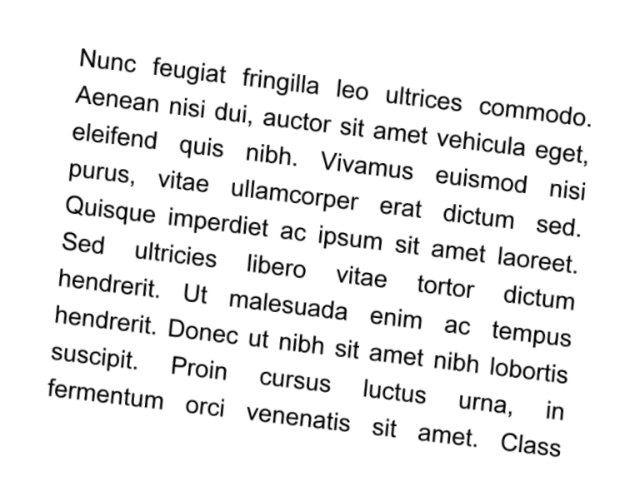 Nunc feugiat fringilla leo ultrices commodo.
Aenean nisi dui, auctor sit amet vehicula eget,
eleifend quis nibh. Vivamus euismod nisi
purus, vitae ullamcorper erat dictum sed.
Quisque imperdiet ac ipsum sit amet laoreet.
Sed ultricies libero vitae tortor dictum
hendrerit. Ut malesuada enim ac tempus
hendrerit. Donec ut nibh sit amet nibh lobortis
suscipit. Proin cursus luctus urna, in
fermentum orci venenatis sit amet. Class